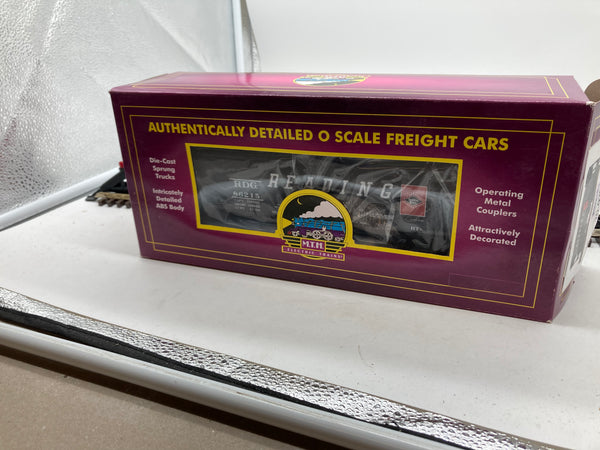 AUTHENTICALLY DETAILED O SCALE FREIGHT CARS
Die-Cast
Sprung
Trucks
Intricately
Detailed
ABS Body
RDG
86215
READING
M.T.H.
ELECTRIC TRAINS
Operating
Metal
Couplers
Attractively
Decorated